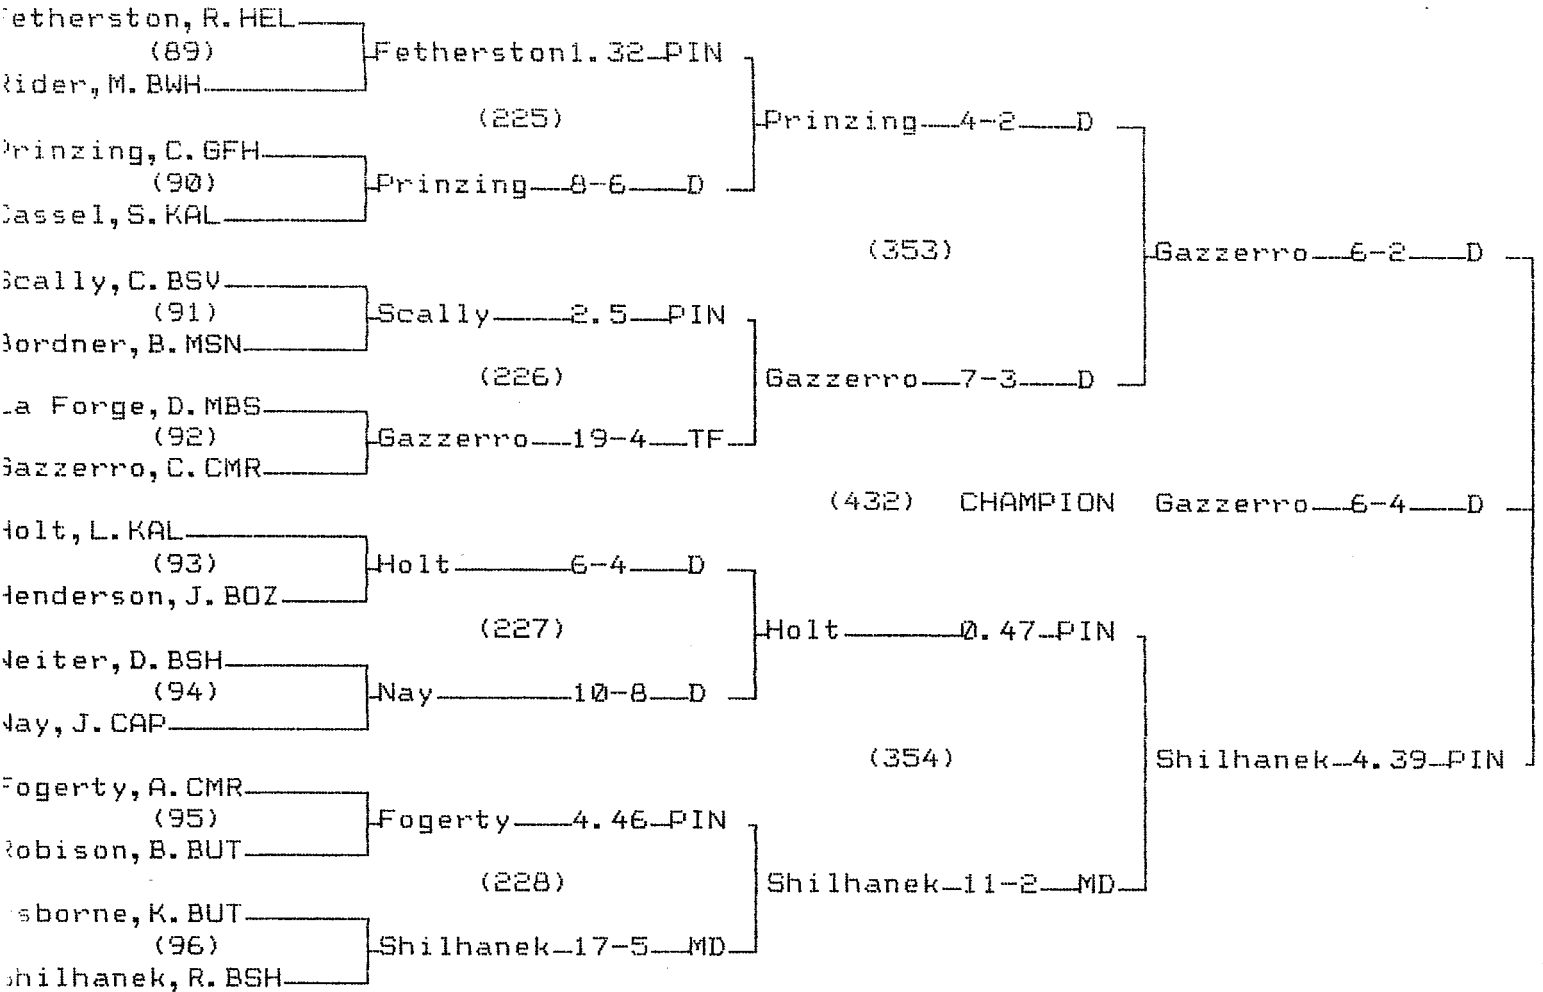 Fetherston, R. HEL
(89) Fetherston 1.32 PIN
Rider, M. BWH
(225) Prinzing 4-2 D
Prinzing, C. GFH
(90) Prinzing 8-6 D
Cassel, S. KAL
(353) Gazzerro 6-2 D
Scally, C. BSV
(91) Scally 2.5 PIN
Bordner, B. MSN
(226) Gazzerro 7-3 D
La Forge, D. MBS
(92) Gazzerro 19-4 TF
Gazzerro, C. CMR
(432) CHAMPION Gazzerro 6-4 D
Holt, L. KAL
(93) Holt 6-4 D
Henderson, J. BOZ
(227) Holt 0.47 PIN
Neiter, D. BSH
(94) Nay 10-8 D
Nay, J. CAP
(354) Shilhanek 4.39 PIN
Fogerty, A. CMR
(95) Fogerty 4.46 PIN
Robison, B. BUT
(228) Shilhanek 11-2 MD
sborne, K. BUT
(96) Shilhanek 17-5 MD
Shilhanek, R. BSH